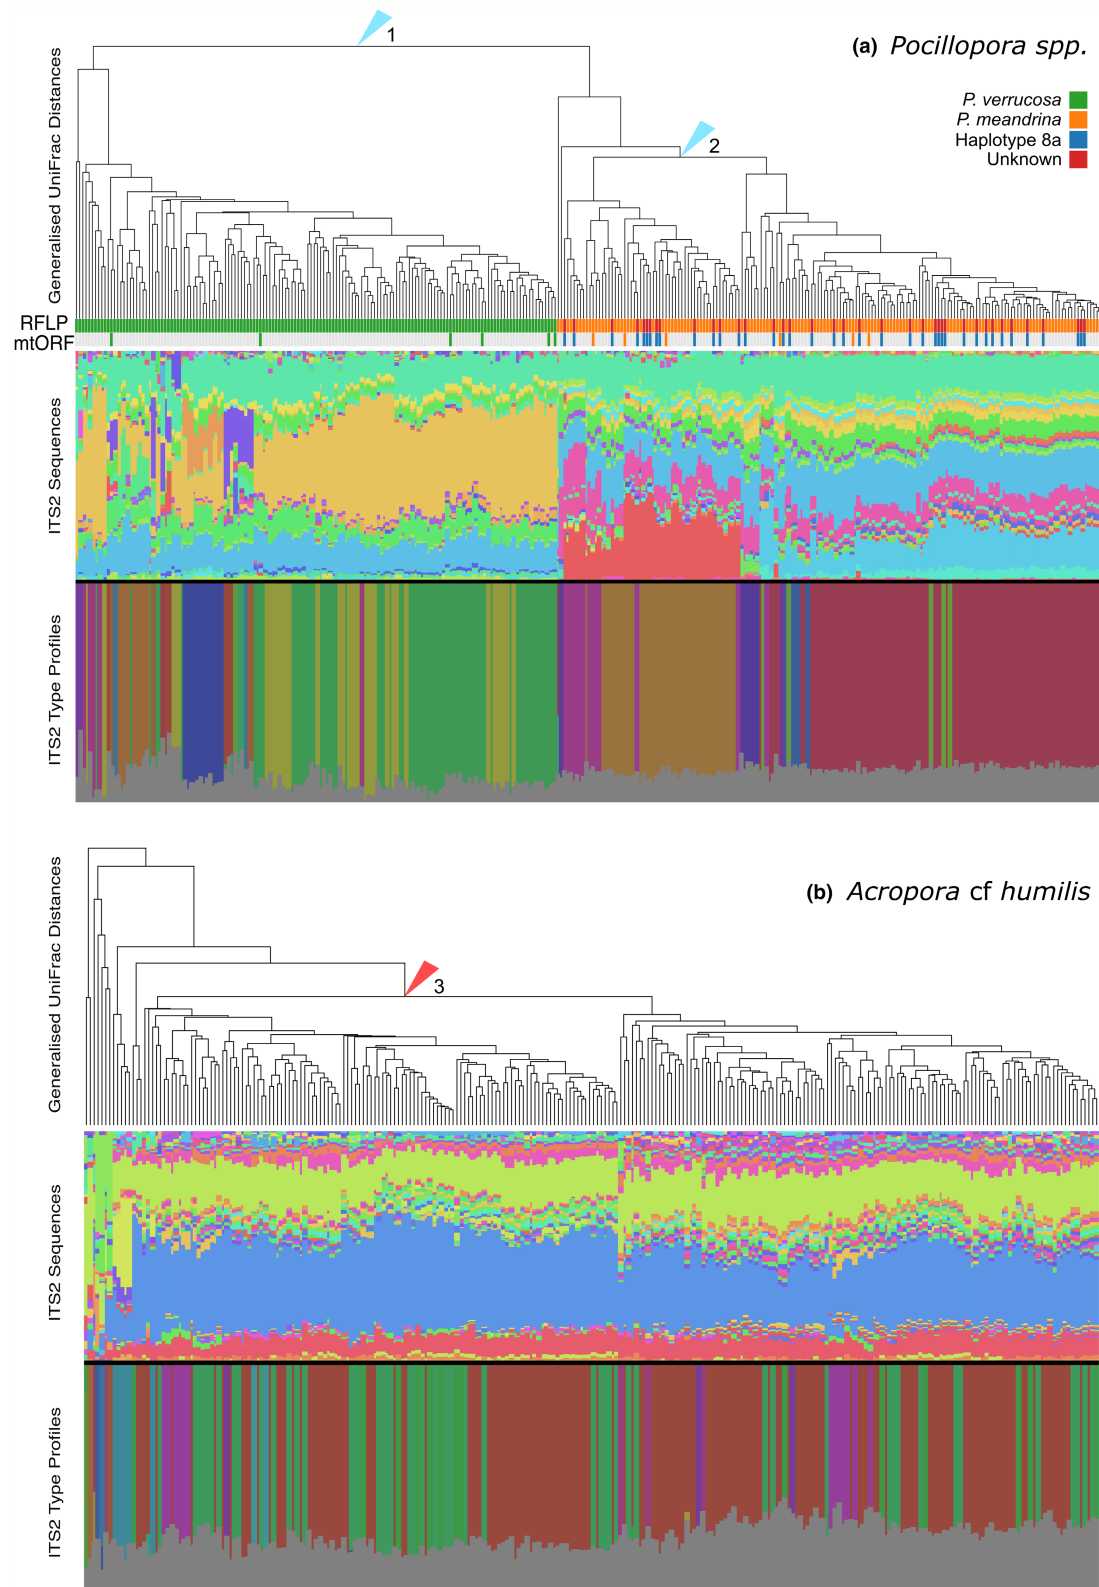 1
(a) Pocillopora spp.
Generalised UniFrac Distances
P. verrucosa
P. meandrina
Haplotype 8a
Unknown
2
RFLP
mtORF
ITS2 Sequences
ITS2 Type Profiles
(b) Acropora cf humilis
Generalised UniFrac Distances
3
ITS2 Sequences
ITS2 Type Profiles